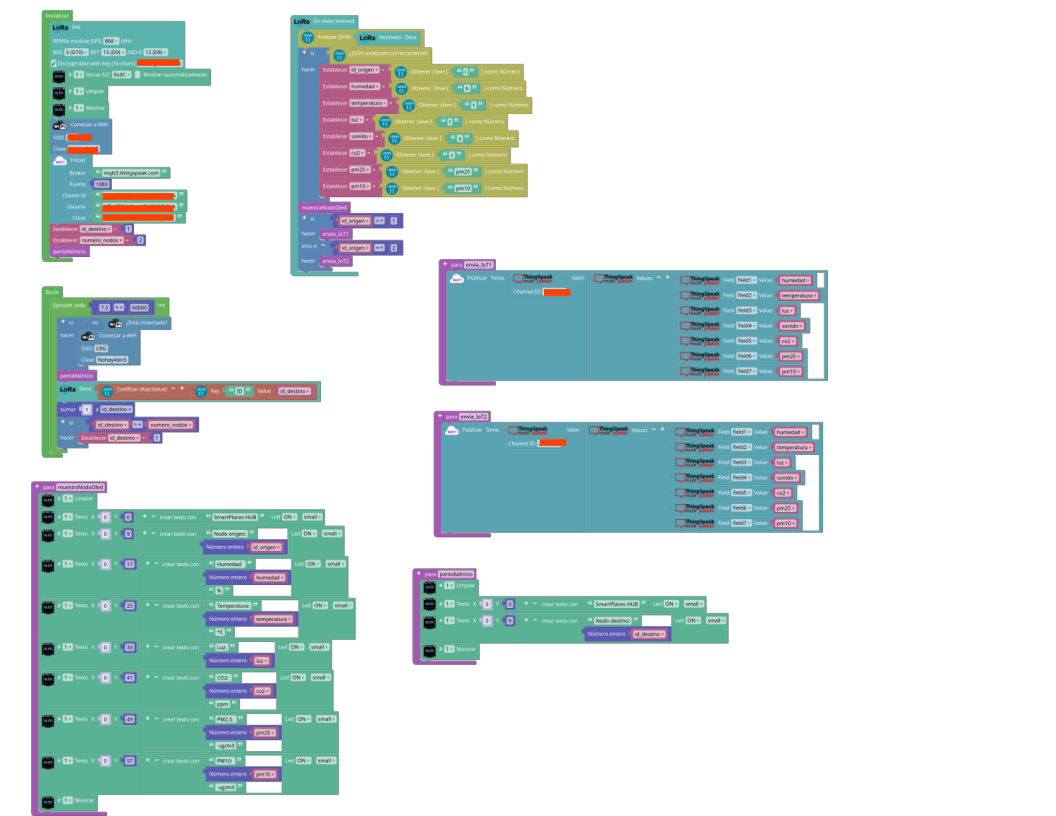 Inicializar
LoRa Init
RFM9x module (SPI) 868 MHz
NSS 5 (D10) RST 13 (D9) DIO-0 12 (D8)
Encrypt data with key (16 chars)
# 1 Iniciar I2C 0x3C Mostrar automáticamente
# 1 Limpiar
# 1 Mostrar
Conectar a WiFi
SSID
Clave
Iniciar
Broker “ mqtt3.thingspeak.com ”
Puerto 1883
Cliente Id “ ”
Usuario “ ”
Clave “ ”
Establecer id_destino = 1
Establecer numero_nodos = 2
pantallaInicio
LoRa On data received
Analizar JSON LoRa Received - Data
si ¿JSON analizado correctamente?
hacer Establecer id_origen = Obtener clave ( “ ” ) como Número
Establecer humedad = Obtener clave ( “ h ” ) como Número
Establecer temperatura = Obtener clave ( “ t ” ) como Número
Establecer luz = Obtener clave ( “ ” ) como Número
Establecer sonido = Obtener clave ( “ ” ) como Número
Establecer co2 = Obtener clave ( “ c ” ) como Número
Establecer pm25 = Obtener clave ( “ pm25 ” ) como Número
Establecer pm10 = Obtener clave ( “ pm10 ” ) como Número
muestraNodoOled
si id_origen == 1
hacer envia_IoT1
sino si id_origen == 2
hacer envia_IoT2
para envia_IoT1
Publicar Tema ThingSpeak Valor ThingSpeak Values - + ThingSpeak Field field1 Value humedad
Channel ID ThingSpeak Field field2 Value temperatura
ThingSpeak Field field3 Value luz
ThingSpeak Field field4 Value sonido
ThingSpeak Field field5 Value co2
ThingSpeak Field field6 Value pm25
ThingSpeak Field field7 Value pm10
Bucle
Ejecutar cada 7.5 60000 ms
si no WiFi ¿Está conectado?
hacer Conectar a WiFi
SSID CRG
Clave NoHay4sin5
pantallaInicio
LoRa Send Codificar (Key:Value) - + Key “ ID ” Value id_destino
sumar 1 a id_destino
si id_destino numero_nodos
hacer Establecer id_destino = 1
para envia_IoT2
Publicar Tema ThingSpeak Valor ThingSpeak Values - + ThingSpeak Field field1 Value humedad
Channel ID ThingSpeak Field field2 Value temperatura
ThingSpeak Field field3 Value luz
ThingSpeak Field field4 Value sonido
ThingSpeak Field field5 Value co2
ThingSpeak Field field6 Value pm25
ThingSpeak Field field7 Value pm10
para muestraNodoOled
# 1 Limpiar
# 1 Texto X 0 Y 0 + - crear texto con “ SmartPlaces HUB ” Led ON small
# 1 Texto X 0 Y 9 + - crear texto con “ Nodo origen: ” Led ON small
Número entero id_origen
# 1 Texto X 0 Y 17 + - crear texto con “ Humedad: ” Led ON small
Número entero humedad
“ % ”
# 1 Texto X 0 Y 25 + - crear texto con “ Temperatura: ” Led ON small
Número entero temperatura
“ ºC ”
# 1 Texto X 0 Y 33 + - crear texto con “ Luz: ” Led ON small
Número entero luz
# 1 Texto X 0 Y 41 + - crear texto con “ CO2: ” Led ON small
Número entero co2
“ ppm ”
# 1 Texto X 0 Y 49 + - crear texto con “ PM2.5: ” Led ON small
Número entero pm25
“ ug/m3 ”
# 1 Texto X 0 Y 57 + - crear texto con “ PM10: ” Led ON small
Número entero pm10
“ ug/m3 ”
# 1 Mostrar
para pantallaInicio
# 1 Limpiar
# 1 Texto X 0 Y 0 + - crear texto con “ SmartPlaces HUB ” Led ON small
# 1 Texto X 0 Y 9 + - crear texto con “ Nodo destino: ” Led ON small
Número entero id_destino
# 1 Mostrar